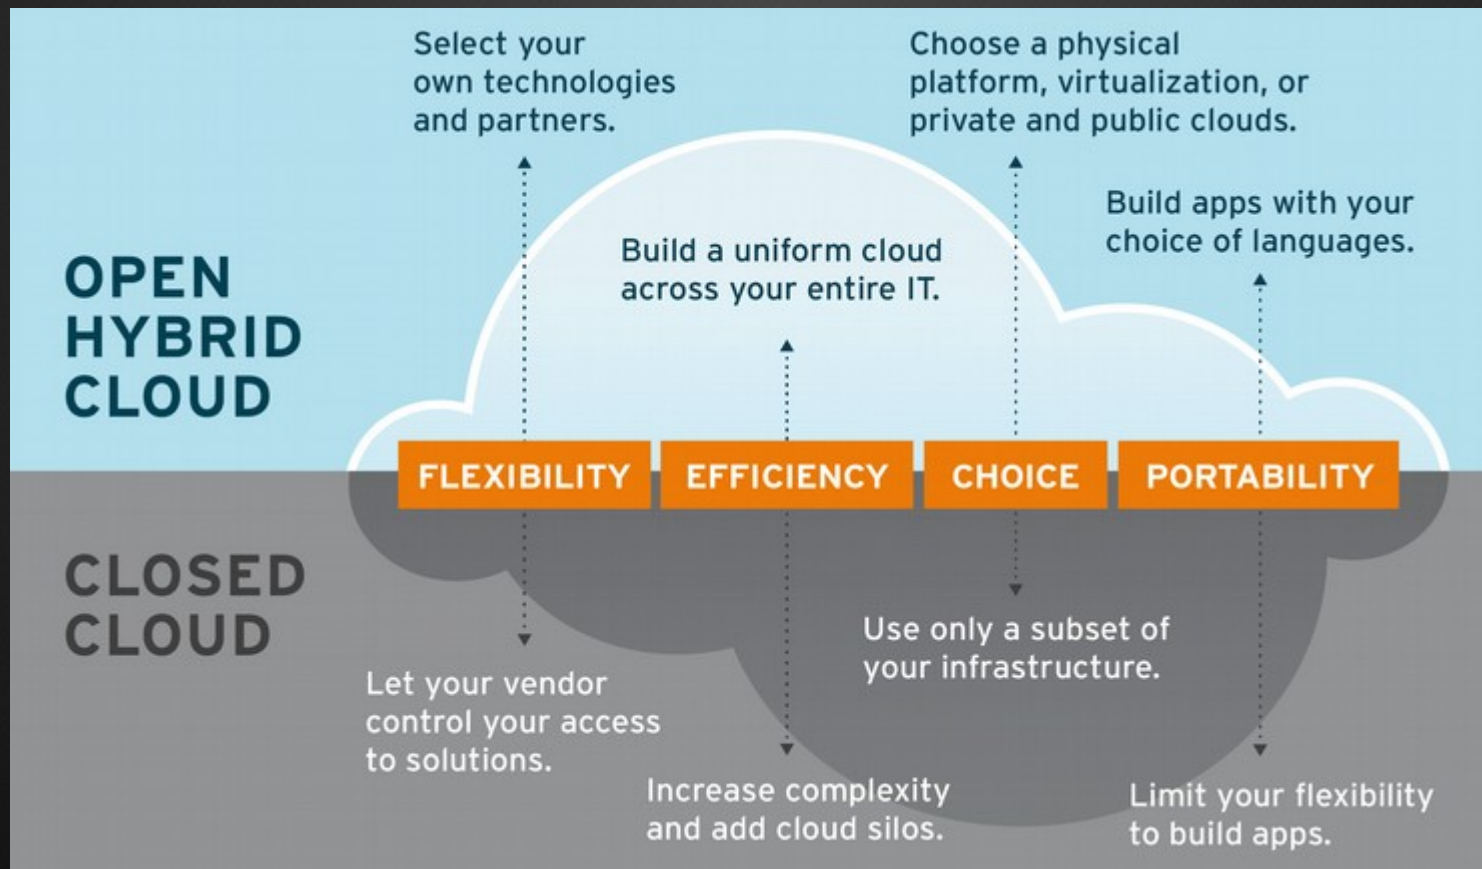 Select your
own technologies
and partners.
Choose a physical
platform, virtualization, or
private and public clouds.
Build apps with your
choice of languages.
Build a uniform cloud
across your entire IT.
OPEN
HYBRID
CLOUD
FLEXIBILITY
EFFICIENCY
CHOICE
PORTABILITY
CLOSED
CLOUD
Use only a subset of
your infrastructure.
Let your vendor
control your access
to solutions.
Increase complexity
and add cloud silos.
Limit your flexibility
to build apps.